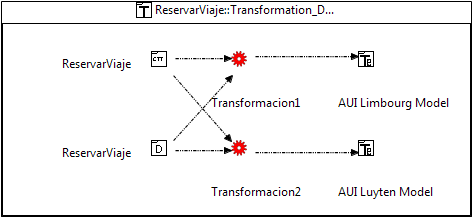 T ReservarViaje::Transformation_D...
ReservarViaje CTT
Transformacion1 AUI Limbourg Model
ReservarViaje D
Transformacion2 AUI Luyten Model